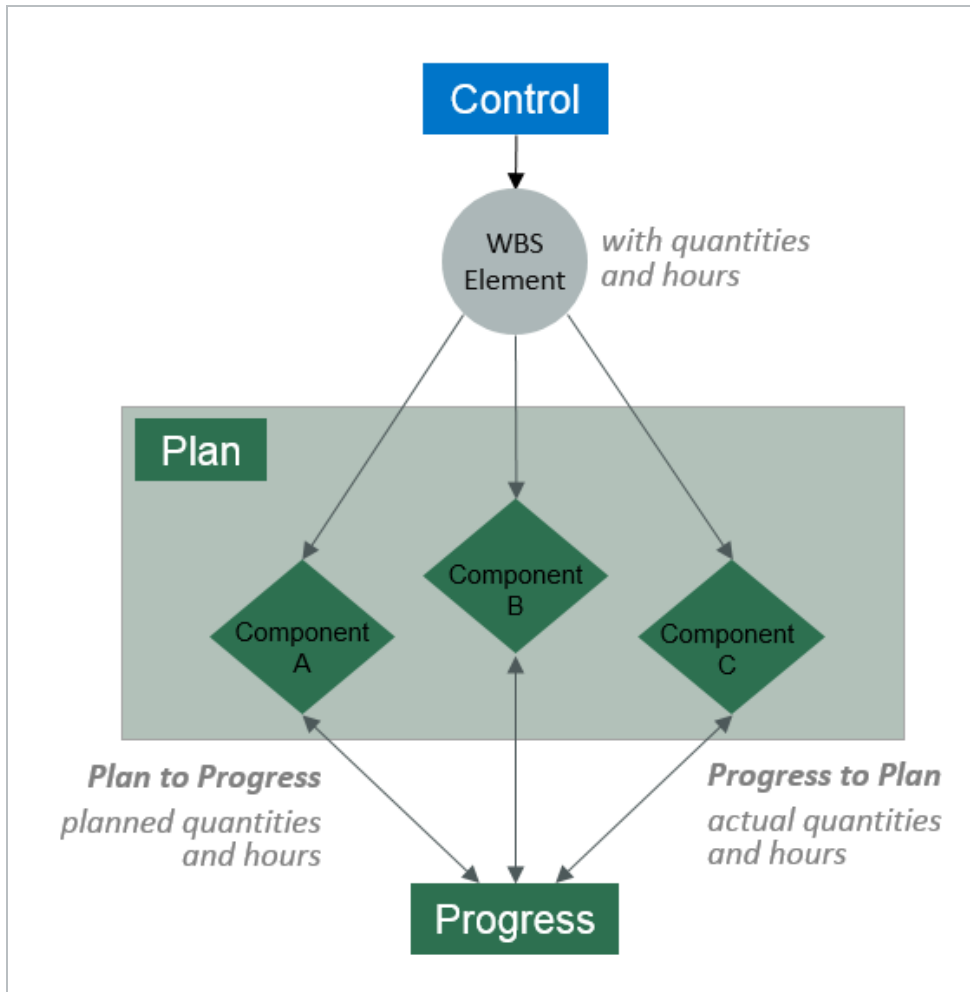 Control
WBS
Element
with quantities
and hours
Plan
Component
A
Component
B
Component
C
Plan to Progress
planned quantities
and hours
Progress to Plan
actual quantities
and hours
Progress